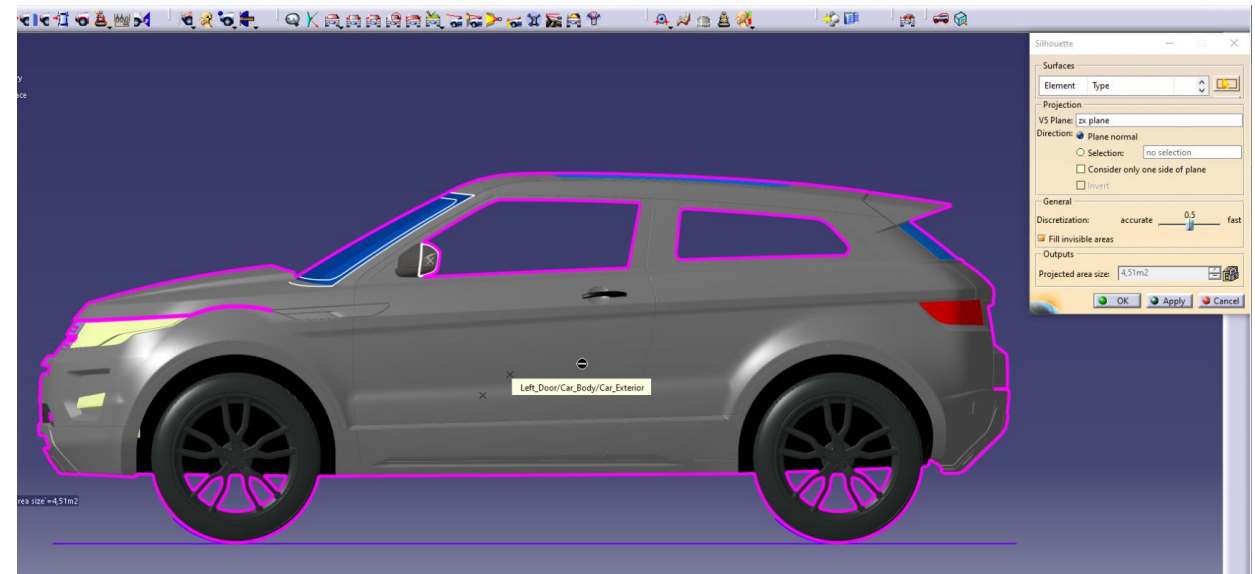 Silhouette
Surfaces
Element Type
Projection
V5 Plane: zx plane
Direction: Plane normal
Selection: no selection
Consider only one side of plane
Invert
General
Discretization: accurate 0.5 fast
Fill invisible areas
Outputs
Projected area size: 4,51m2
OK Apply Cancel
Left_Door/Car_Body/Car_Exterior
area size'=4,51m2